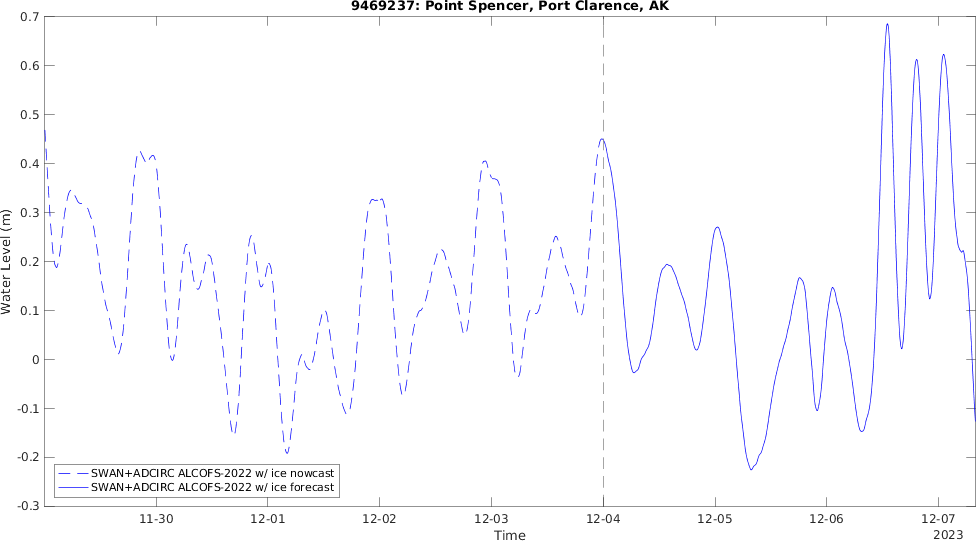 9469237: Point Spencer, Port Clarence, AK
0.7
0.6
0.5
0.4
0.3
0.2
0.1
0
-0.1
-0.2
-0.3
Water Level (m)
SWAN+ADCIRC ALCOFS-2022 w/ ice nowcast
SWAN+ADCIRC ALCOFS-2022 w/ ice forecast
11-30 12-01 12-02 12-03 12-04 12-05 12-06 12-07
Time
2023